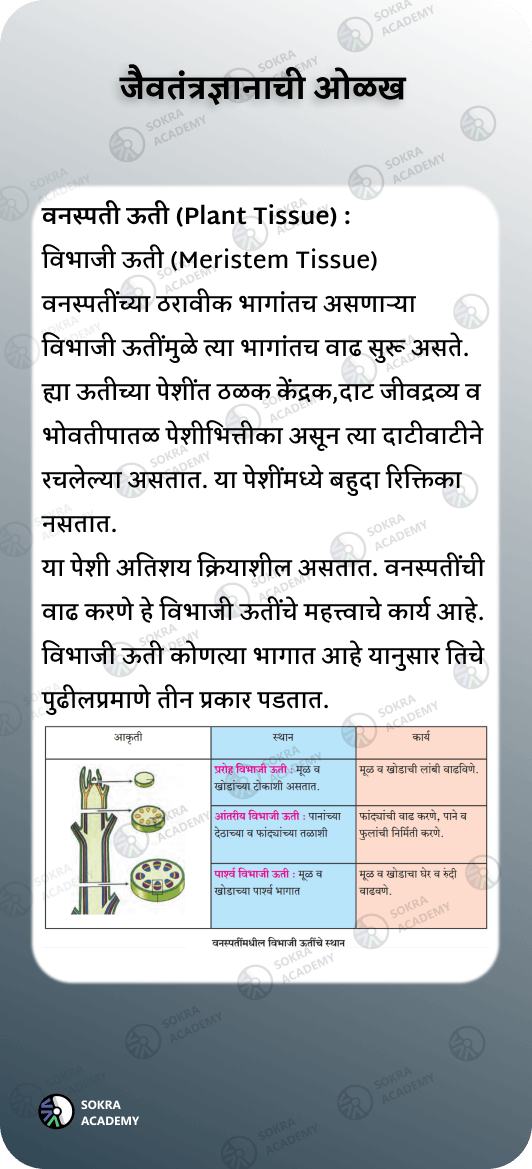 जैवतंत्रज्ञानाची ओळख
वनस्पती ऊती (Plant Tissue) :
विभाजी ऊती (Meristem Tissue)
वनस्पतींच्या ठरावीक भागांतच असणाऱ्या
विभाजी ऊतींमुळे त्या भागांतच वाढ सुरू असते.
ह्या ऊतीच्या पेशींत ठळक केंद्रक,दाट जीवद्रव्य व
भोवतीपातळ पेशीभित्तीका असून त्या दाटीवाटीने
रचलेल्या असतात. या पेशींमध्ये बहुदा रिक्तिका
नसतात.
या पेशी अतिशय क्रियाशील असतात. वनस्पतींची
वाढ करणे हे विभाजी ऊतींचे महत्त्वाचे कार्य आहे.
विभाजी ऊती कोणत्या भागात आहे यानुसार तिचे
पुढीलप्रमाणे तीन प्रकार पडतात.
आकृती स्थान कार्य
प्ररोह विभाजी ऊती : मूळ व
खोडांच्या टोकाशी असतात.
मूळ व खोडाची लांबी वाढविणे.
आंतरीय विभाजी ऊती : पानांच्या
देठाच्या व फांद्यांच्या तळाशी
फांद्यांची वाढ करणे, पाने व
फुलांची निर्मिती करणे.
पार्श्व विभाजी ऊती : मूळ व
खोडाच्या पार्श्व भागात
मूळ व खोडाचा घेर व रुंदी
वाढवणे.
वनस्पतींमधील विभाजी ऊतींचे स्थान
SOKRA
ACADEMY